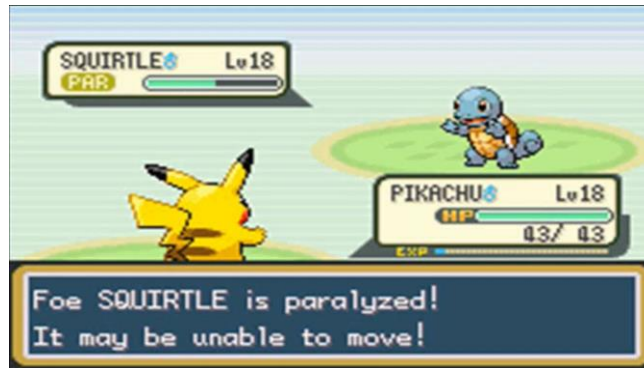 SQUIRTLE♂ Lv18
PAR
PIKACHU♂ Lv18
HP
43/ 43
EXP
Foe SQUIRTLE is paralyzed!
It may be unable to move!